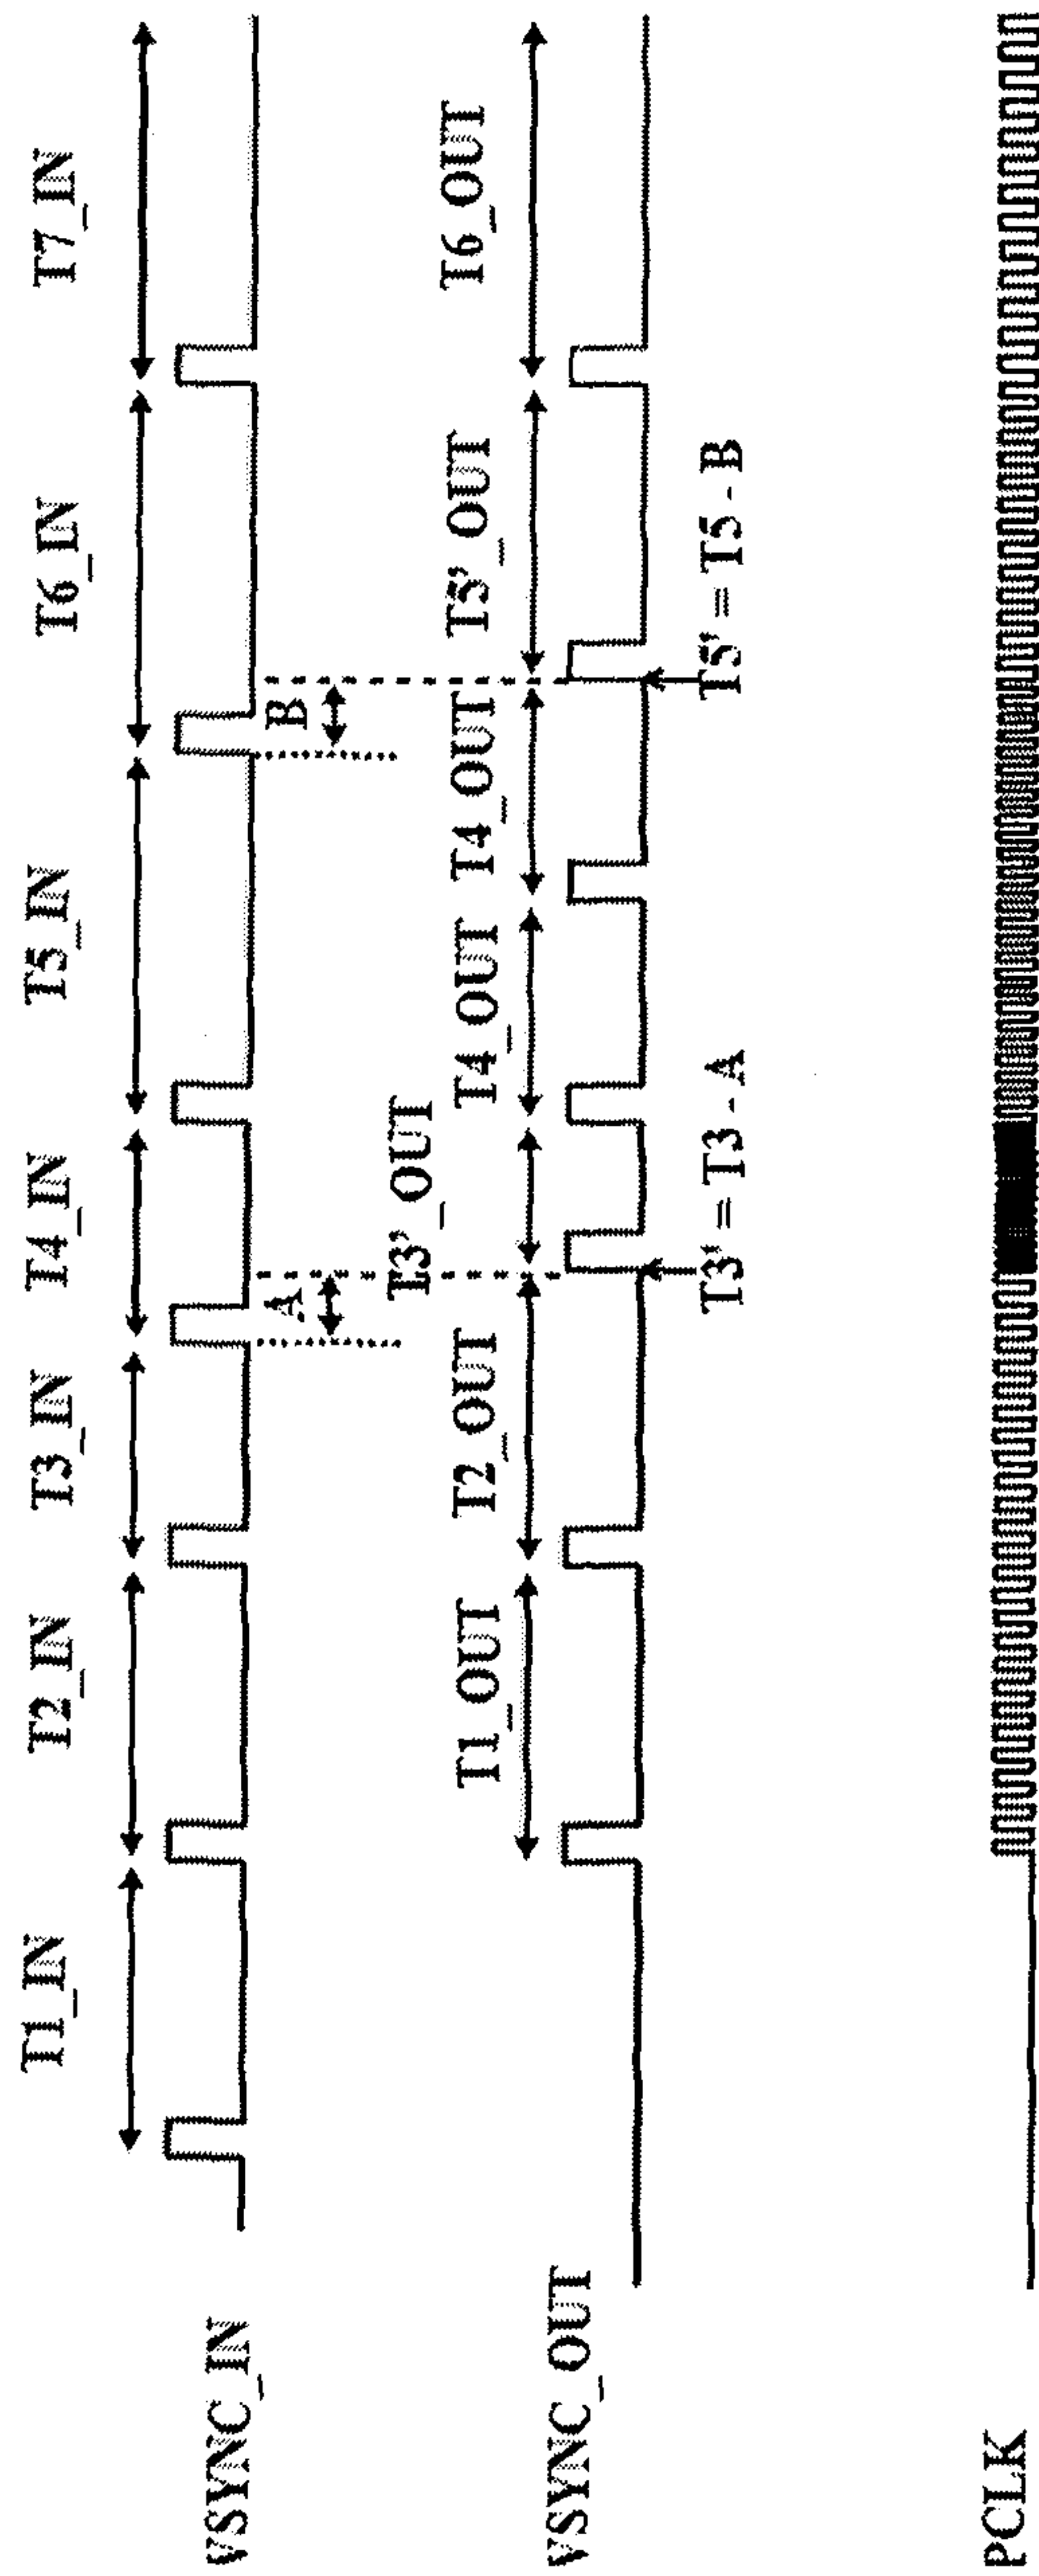 T1_IN T2_IN T3_IN T4_IN T5_IN T6_IN T7_IN
VSYNC_IN
A B
T3'_OUT
T1_OUT T2_OUT T4_OUT T4_OUT T5'_OUT T6_OUT
VSYNC_OUT
T3' = T3 - A T5' = T5 - B
PCLK